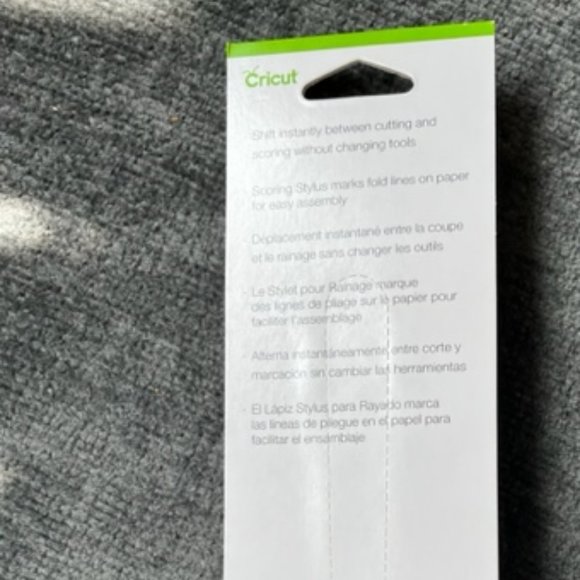 Cricut
· Shift instantly between cutting and
scoring without changing tools
· Scoring Stylus marks fold lines on paper
for easy assembly
· Déplacement instantané entre la coupe
et le rainage sans changer les outils
· Le Stylet pour Rainage marque
des lignes de pliage sur le papier pour
faciliter l'assemblage
· Alterna instantáneamente entre corte y
marcación sin cambiar las herramientas
· El Lápiz Stylus para Rayado marca
las líneas de pliegue en el papel para
facilitar el ensamblaje